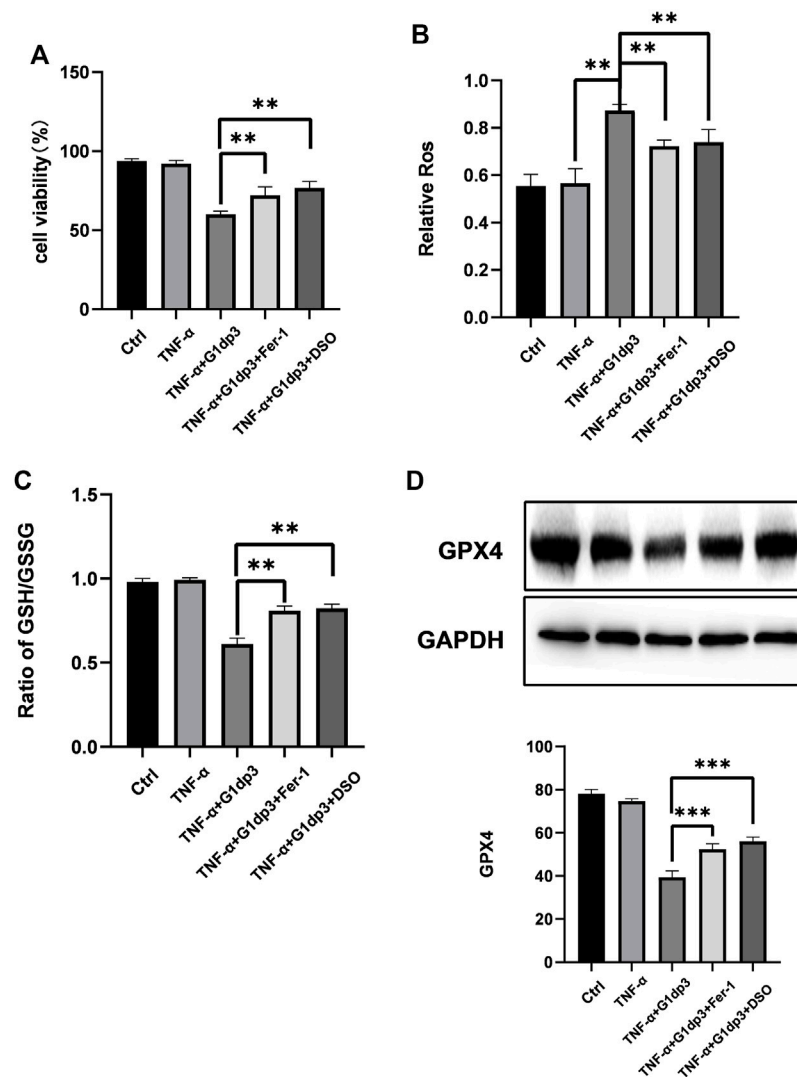 A
cell viability(%)
150
100
50
0
**
**
Ctrl
TNF-α
TNF-α+G1dp3
TNF-α+G1dp3+Fer-1
TNF-α+G1dp3+DSO
B
Relative Ros
1.0
0.8
0.6
0.4
0.2
0.0
**
**
**
Ctrl
TNF-α
TNF-α+G1dp3
TNF-α+G1dp3+Fer-1
TNF-α+G1dp3+DSO
C
Ratio of GSH/GSSG
1.5
1.0
0.5
0.0
**
**
Ctrl
TNF-α
TNF-α+G1dp3
TNF-α+G1dp3+Fer-1
TNF-α+G1dp3+DSO
D
GPX4
GAPDH
GPX4
80
60
40
20
0
***
***
Ctrl
TNF-α
TNF-α+G1dp3
TNF-α+G1dp3+Fer-1
TNF-α+G1dp3+DSO